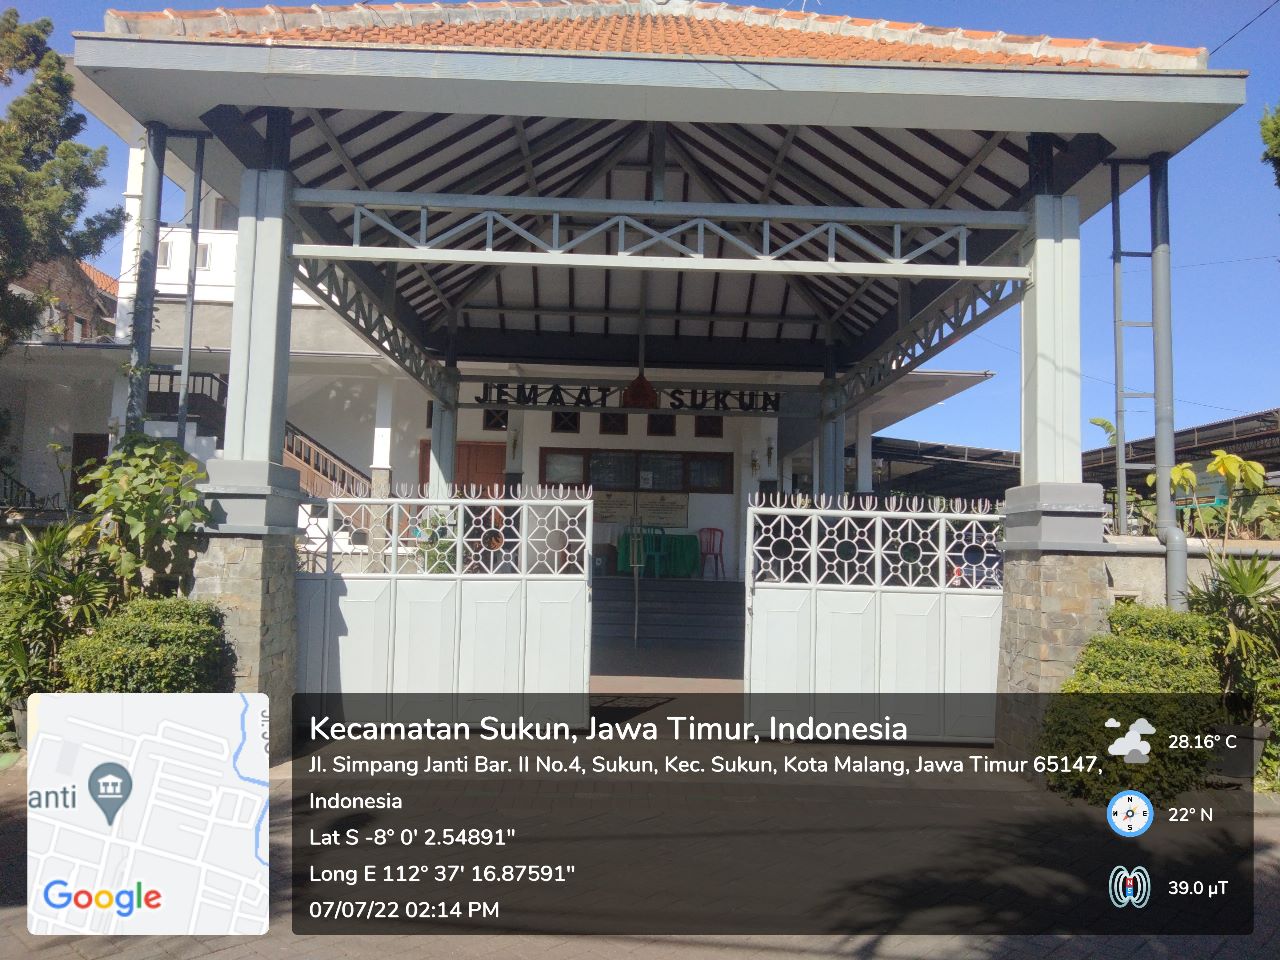 JEMAAT SUKUN
anti
Google
Kecamatan Sukun, Jawa Timur, Indonesia
Jl. Simpang Janti Bar. II No.4, Sukun, Kec. Sukun, Kota Malang, Jawa Timur 65147,
Indonesia
Lat S -8° 0' 2.54891"
Long E 112° 37' 16.87591"
07/07/22 02:14 PM
28.16° C
22° N
39.0 µT